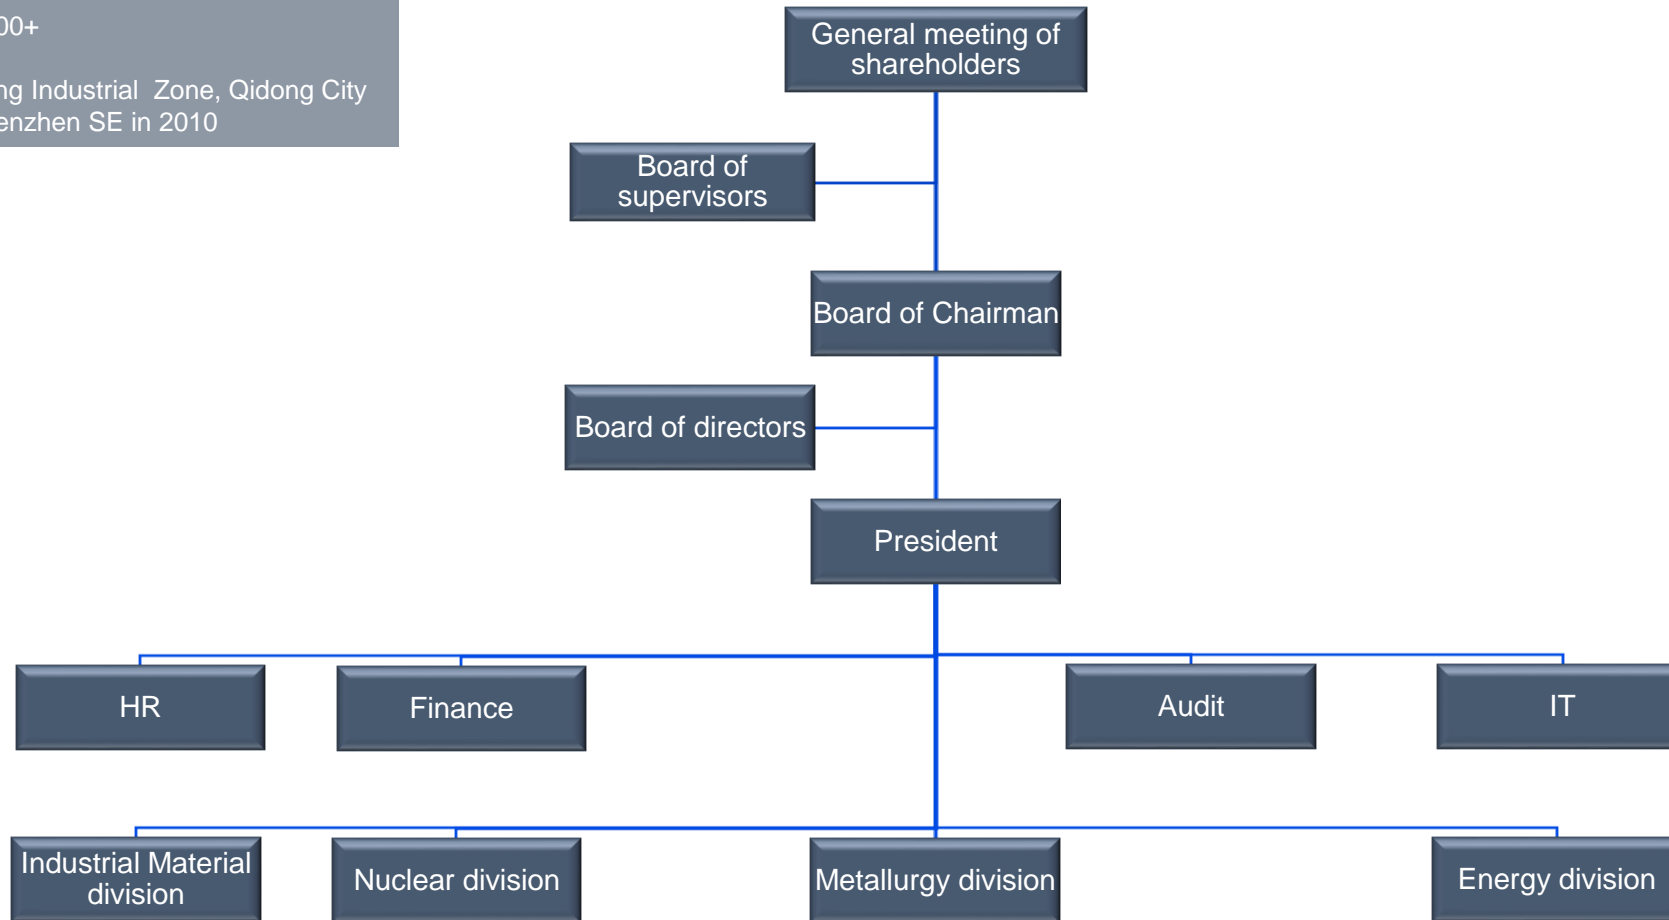 00+
ng Industrial Zone, Qidong City
enzhen SE in 2010
General meeting of
shareholders
Board of
supervisors
Board of Chairman
Board of directors
President
HR
Finance
Audit
IT
Industrial Material
division
Nuclear division
Metallurgy division
Energy division